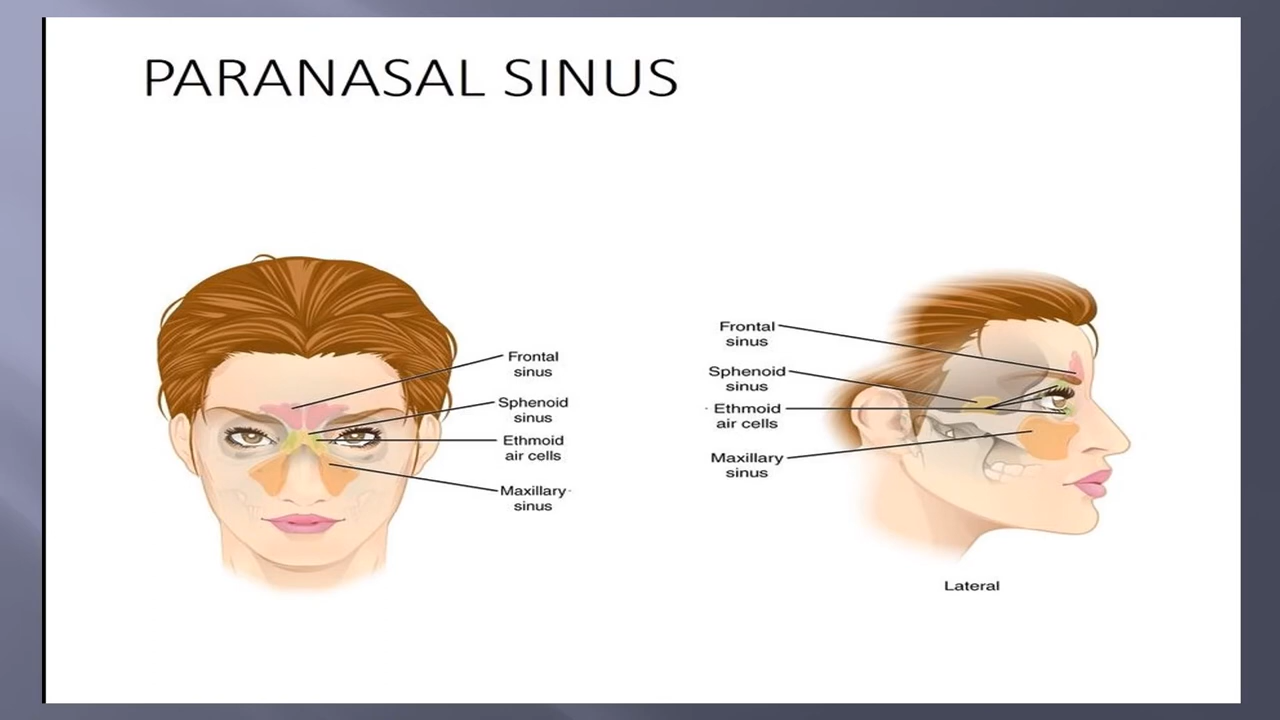 PARANASAL SINUS
Frontal
sinus
Sphenoid
sinus
Ethmoid
air cells
Maxillary
sinus
Frontal
sinus
Sphenoid
sinus
Ethmoid
air cells
Maxillary
sinus
Lateral